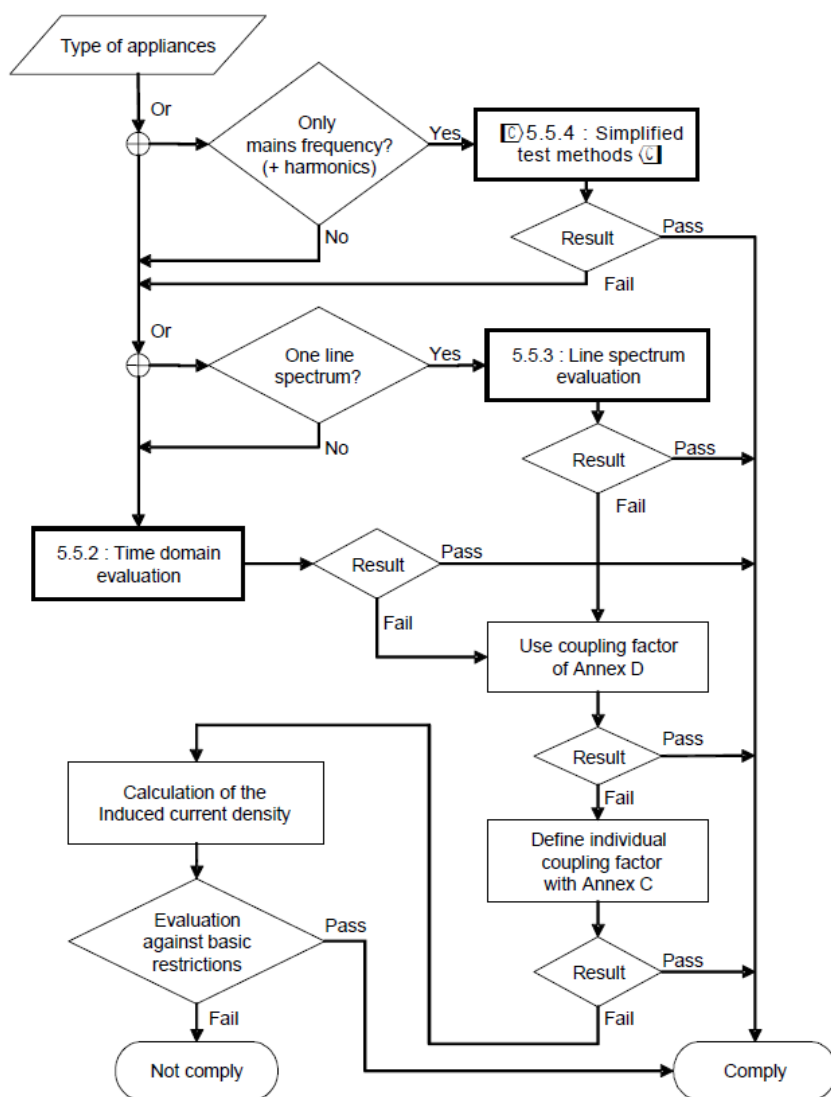 Type of appliances
Or
Only
mains frequency?
(+ harmonics)
Yes
C 5.5.4 : Simplified
test methods C
No
Result
Pass
Fail
Or
One line
spectrum?
Yes
5.5.3 : Line spectrum
evaluation
No
Result
Pass
Fail
5.5.2 : Time domain
evaluation
Result
Pass
Fail
Use coupling factor
of Annex D
Result
Pass
Fail
Calculation of the
Induced current density
Define individual
coupling factor
with Annex C
Evaluation
against basic
restrictions
Pass
Fail
Result
Pass
Fail
Not comply
Comply